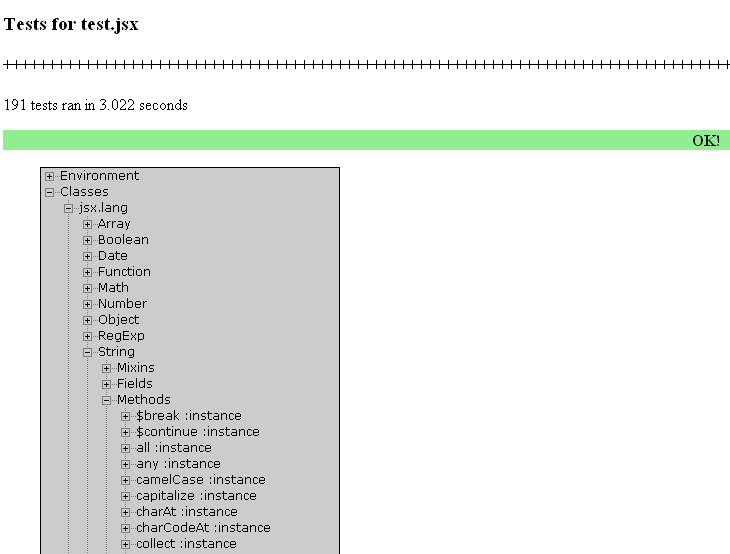 Tests for test.jsx
191 tests ran in 3.022 seconds
OK!
Environment
Classes
jsx.lang
Array
Boolean
Date
Function
Math
Number
Object
RegExp
String
Mixins
Fields
Methods
$break :instance
$continue :instance
all :instance
any :instance
camelCase :instance
capitalize :instance
charAt :instance
charCodeAt :instance
collect :instance